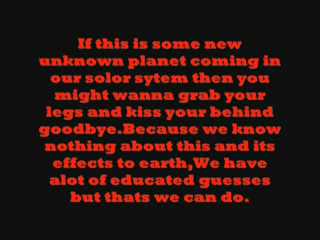 If this is some new
unknown planet coming in
our solor sytem then you
might wanna grab your
legs and kiss your behind
goodbye.Because we know
nothing about this and its
effects to earth,We have
alot of educated guesses
but thats we can do.